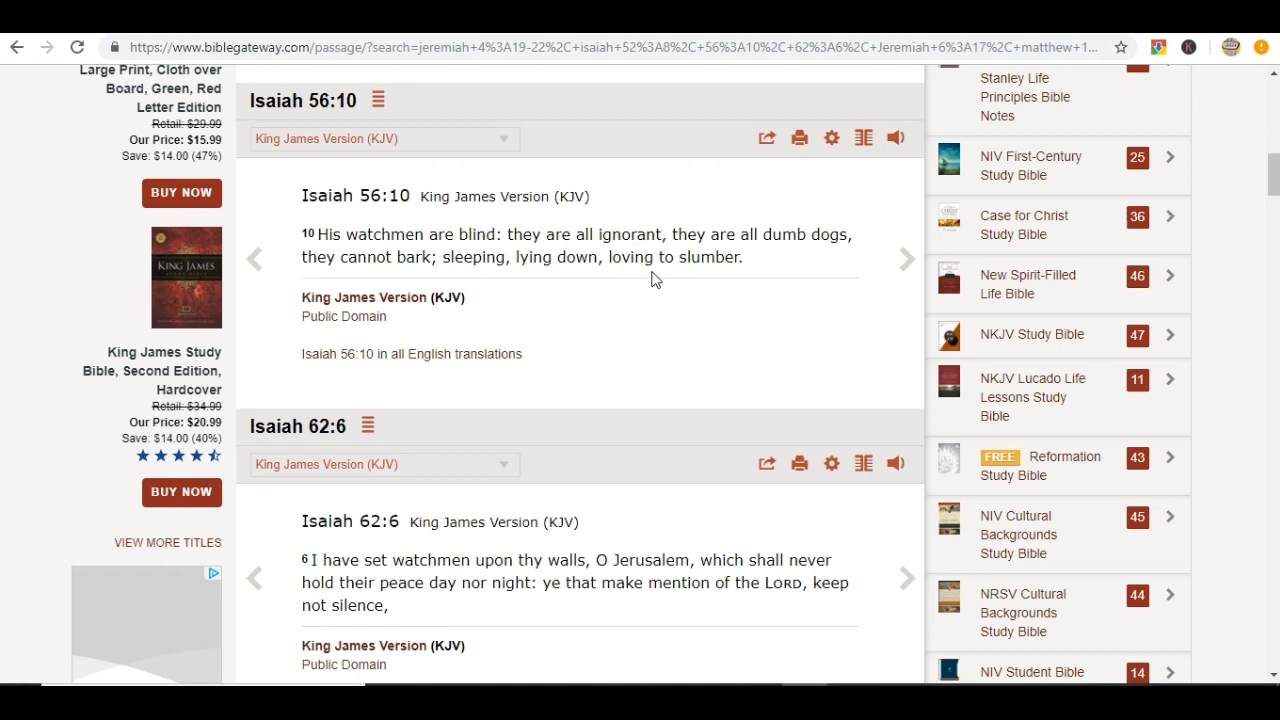 https://www.biblegateway.com/passage/?search=jeremiah+4%3A19-22%2C+isaiah+52%3A8%2C+56%3A10%2C+62%3A6%2C+Jeremiah+6%3A17%2C+matthew+1...
K
Large Print, Cloth over
Board, Green, Red
Letter Edition
Retail: $29.99
Our Price: $15.99
Save: $14.00 (47%)
BUY NOW
KING JAMES
King James Study
Bible, Second Edition,
Hardcover
Retail: $34.99
Our Price: $20.99
Save: $14.00 (40%)
BUY NOW
VIEW MORE TITLES
Isaiah 56:10
King James Version (KJV)
Isaiah 56:10 King James Version (KJV)
10 His watchmen are blind: they are all ignorant, they are all dumb dogs,
they cannot bark; sleeping, lying down, loving to slumber.
King James Version (KJV)
Public Domain
Isaiah 56:10 in all English translations
Isaiah 62:6
King James Version (KJV)
Isaiah 62:6 King James Version (KJV)
6 I have set watchmen upon thy walls, O Jerusalem, which shall never
hold their peace day nor night: ye that make mention of the LORD, keep
not silence,
King James Version (KJV)
Public Domain
Stanley Life
Principles Bible
Notes
NIV First-Century
Study Bible
25
Case for Christ
Study Bible
36
New Spirit-Filled
Life Bible
46
NKJV Study Bible
47
NKJV Lucado Life
Lessons Study
Bible
11
FREE Reformation
Study Bible
43
NIV Cultural
Backgrounds
Study Bible
45
NRSV Cultural
Backgrounds
Study Bible
44
NIV Student Bible
14